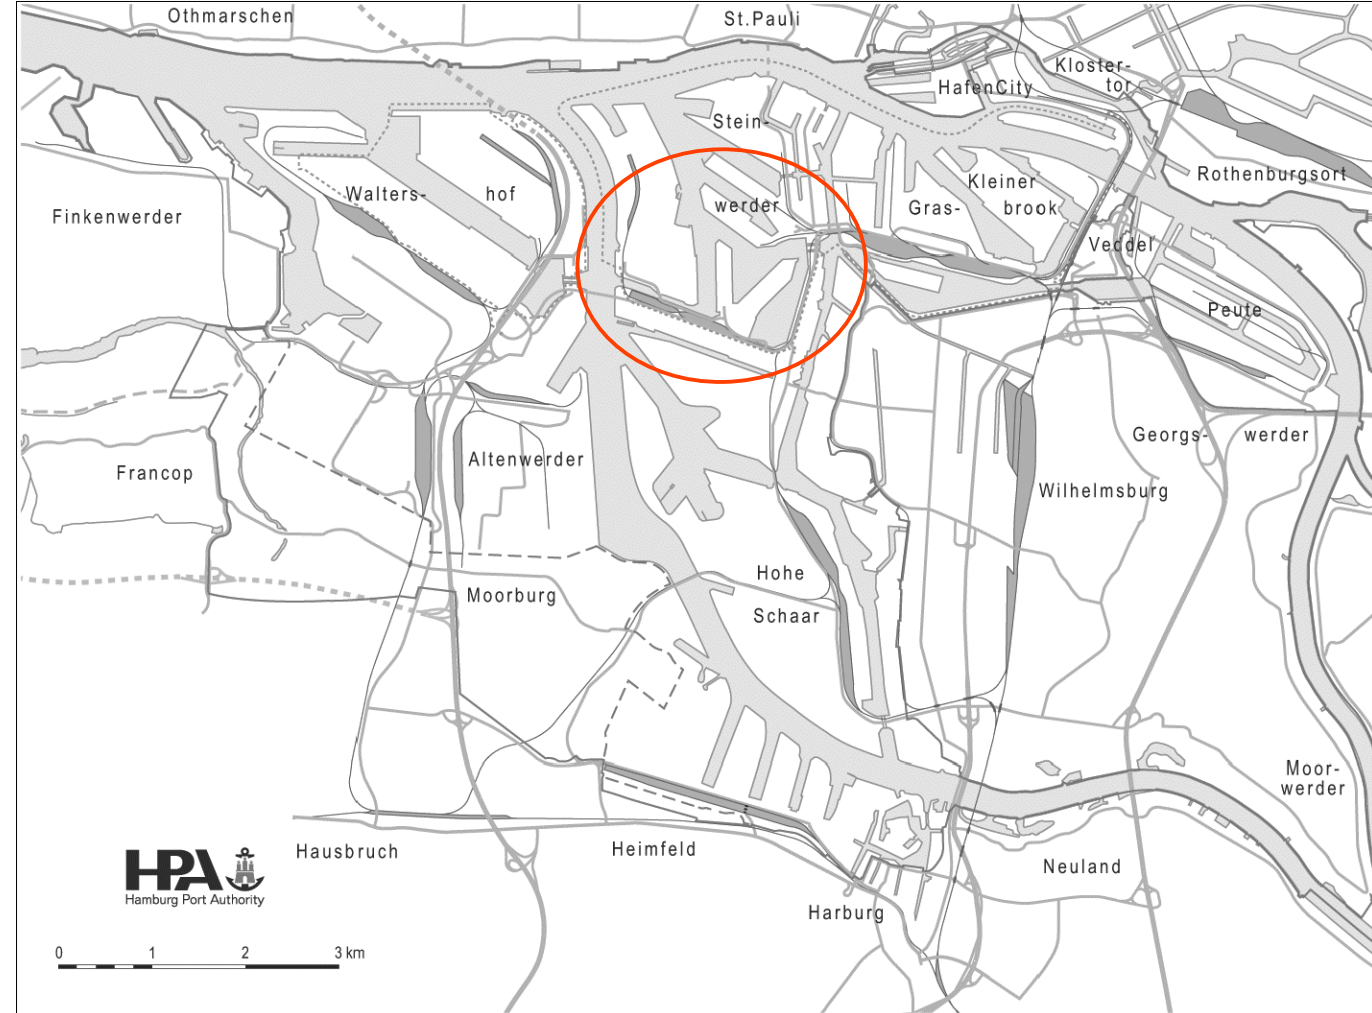 Othmarschen
St.Pauli
Kloster-
tor
HafenCity
Stein-
werder
Rothenburgsort
Kleiner
brook
Walters-
hof
Gras-
Finkenwerder
Veddel
Peute
Georgs-
werder
Francop
Altenwerder
Wilhelmsburg
Hohe
Schaar
Moorburg
Moor-
werder
Hausbruch
Heimfeld
Neuland
Harburg
HPA
Hamburg Port Authority
0 1 2 3 km